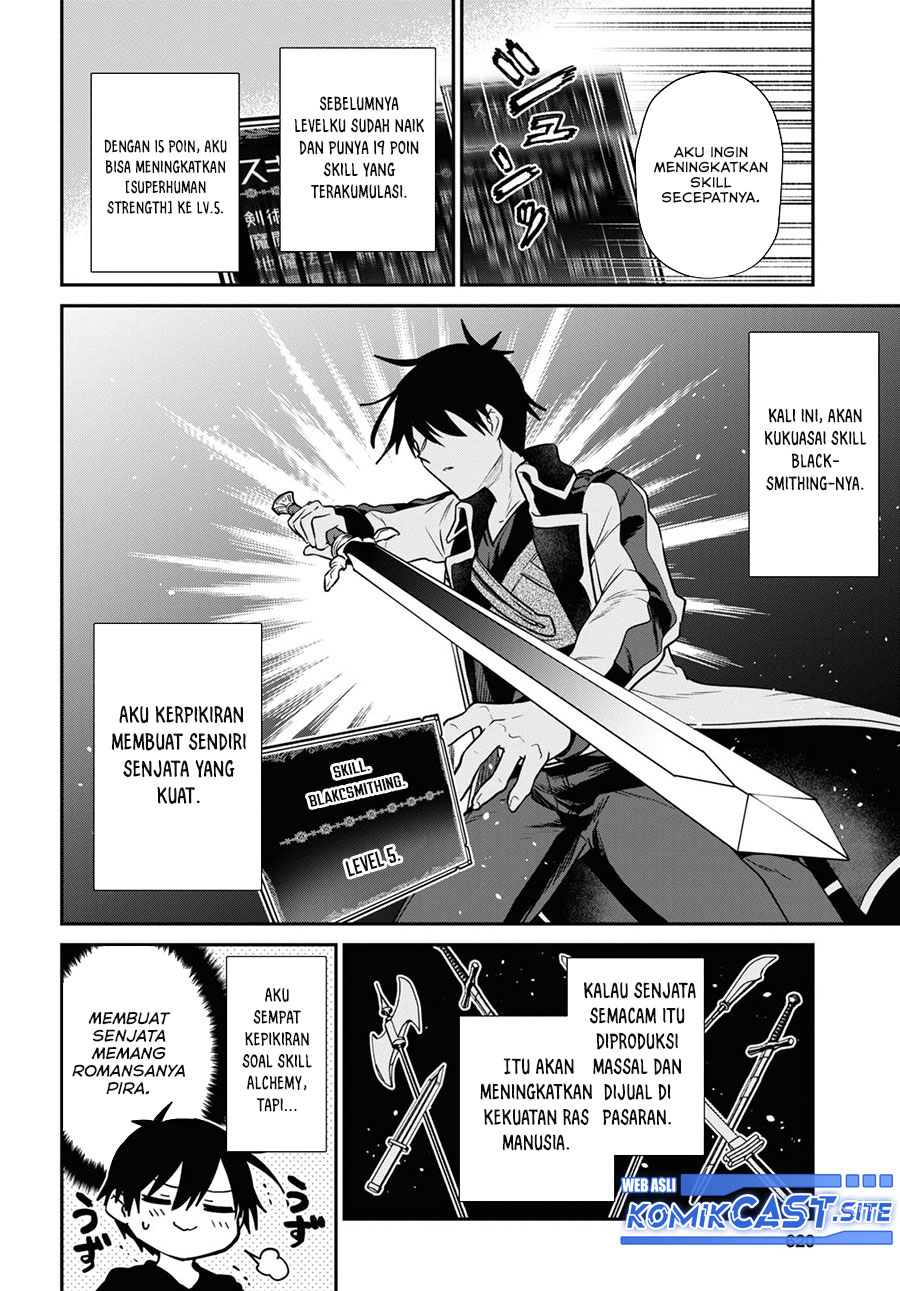 AKU INGIN
MENINGKATKAN
SKILL
SECEPATNYA.
SEBELUMNYA
LEVELKU SUDAH NAIK
DAN PUNYA 19 POIN
SKILL YANG
TERAKUMULASI.
DENGAN 15 POIN, AKU
BISA MENINGKATKAN
[SUPERHUMAN
STRENGTH] KE LV.5.
KALI INI, AKAN
KUKUASAI SKILL
BLACK-
SMITHING-NYA.
AKU KERPIKIRAN
MEMBUAT SENDIRI
SENJATA YANG
KUAT.
SKILL.
BLAKCSMITHING.
LEVEL 5.
KALAU SENJATA
SEMACAM ITU
DIPRODUKSI
MASSAL DAN
DIJUAL DI
PASARAN.
ITU AKAN
MENINGKATKAN
KEKUATAN RAS
MANUSIA.
AKU
SEMPAT
KEPIKIRAN
SOAL SKILL
ALCHEMY,
TAPI...
MEMBUAT
SENJATA
MEMANG
ROMANSANYA
PIRA.
うずうず
WEB ASLI
KOMIKCAST.SITE